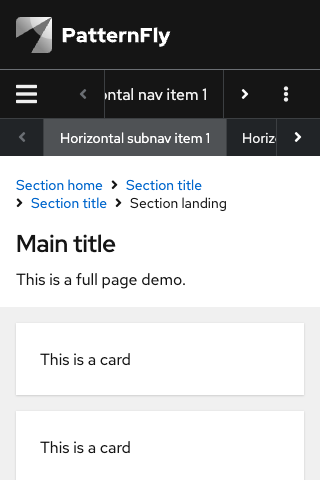 PatternFly
ontal nav item 1
Horizontal subnav item 1
Horiz
Section home
Section title
Section title
Section landing
Main title
This is a full page demo.
This is a card
This is a card